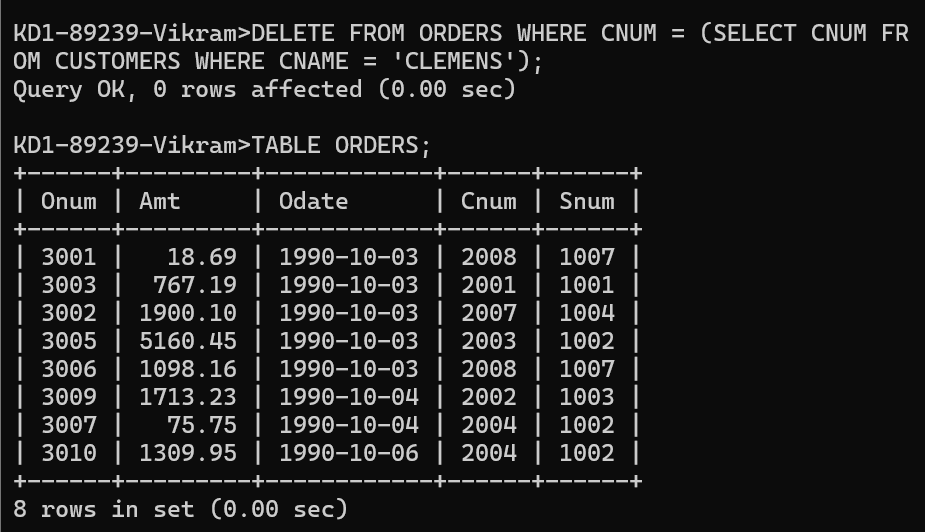 KD1-89239-Vikram>DELETE FROM ORDERS WHERE CNUM = (SELECT CNUM FR
OM CUSTOMERS WHERE CNAME = 'CLEMENS');
Query OK, 0 rows affected (0.00 sec)

KD1-89239-Vikram>TABLE ORDERS;
+------+---------+------------+------+------+
| Onum | Amt     | Odate      | Cnum | Snum |
+------+---------+------------+------+------+
| 3001 |   18.69 | 1990-10-03 | 2008 | 1007 |
| 3003 |  767.19 | 1990-10-03 | 2001 | 1001 |
| 3002 | 1900.10 | 1990-10-03 | 2007 | 1004 |
| 3005 | 5160.45 | 1990-10-03 | 2003 | 1002 |
| 3006 | 1098.16 | 1990-10-03 | 2008 | 1007 |
| 3009 | 1713.23 | 1990-10-04 | 2002 | 1003 |
| 3007 |   75.75 | 1990-10-04 | 2004 | 1002 |
| 3010 | 1309.95 | 1990-10-06 | 2004 | 1002 |
+------+---------+------------+------+------+
8 rows in set (0.00 sec)